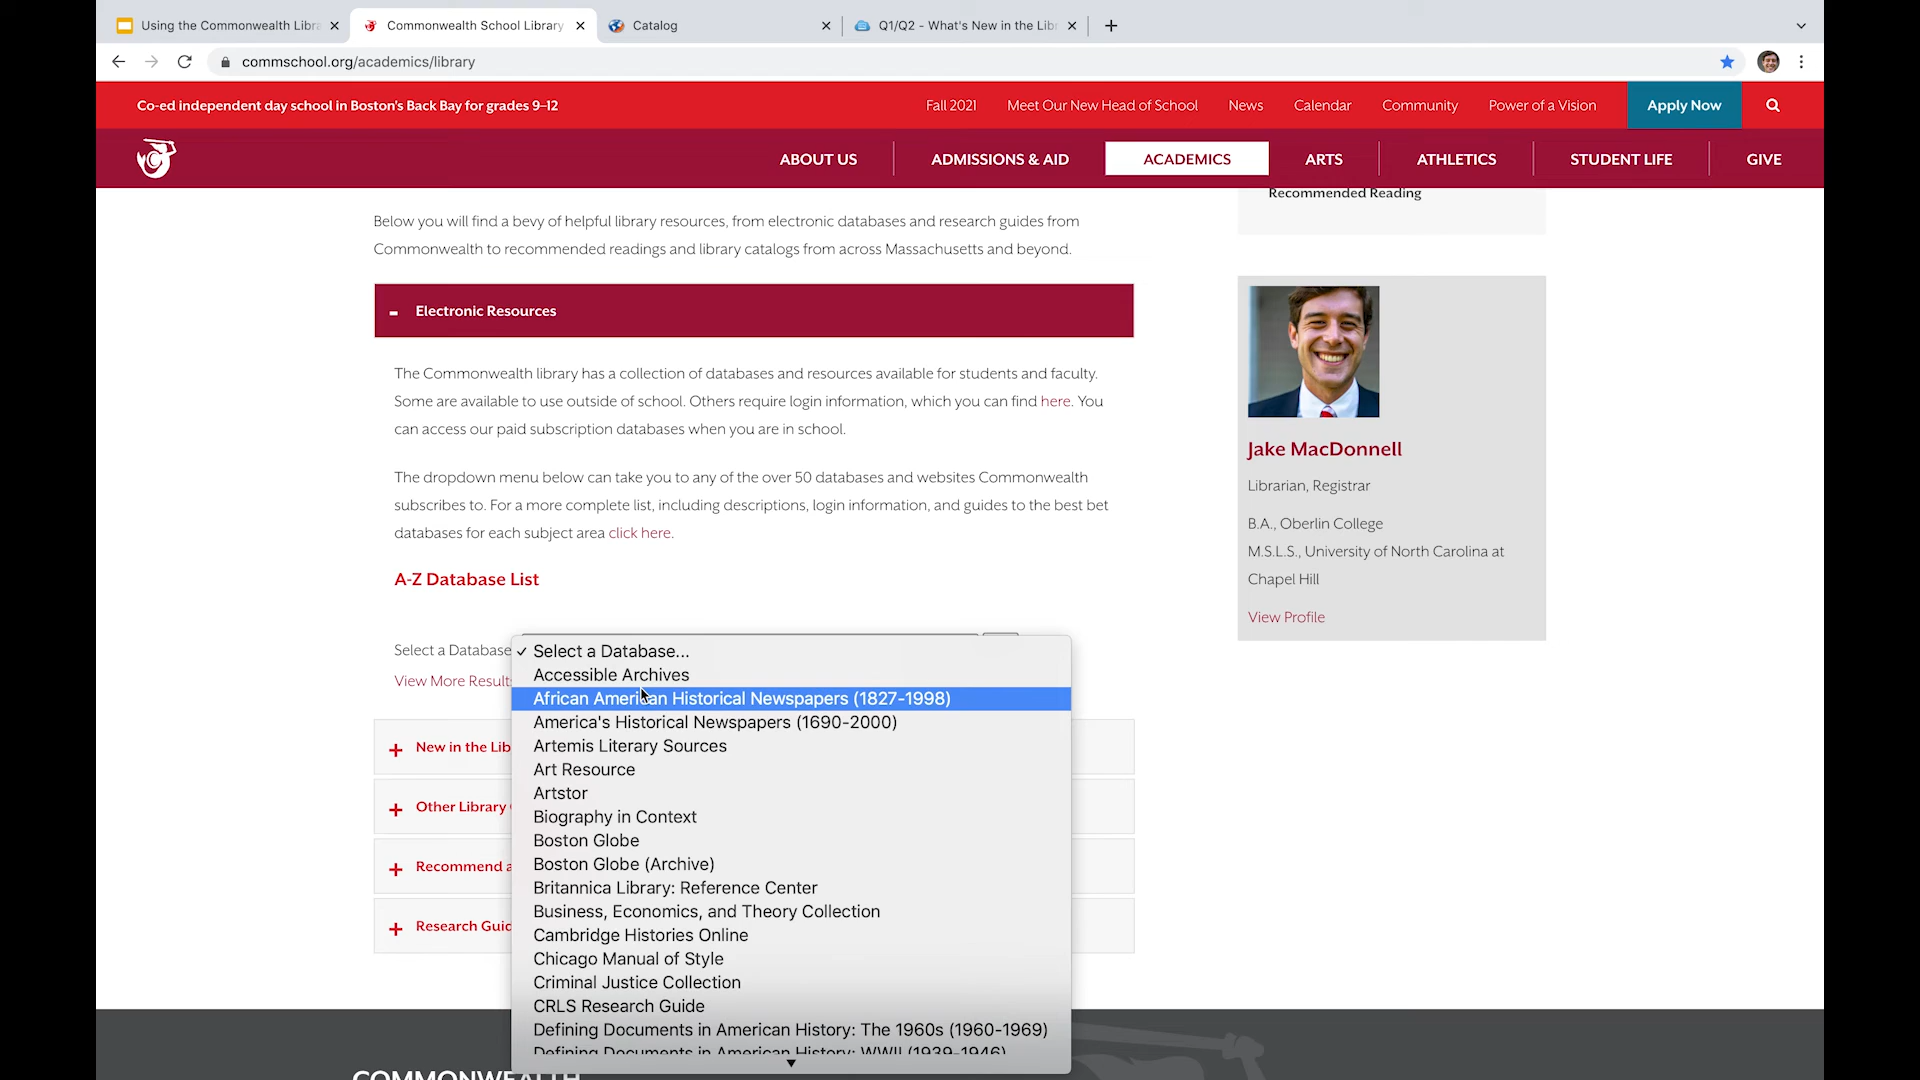 Using the Commonwealth Libra
Commonwealth School Library
Catalog
Q1/Q2 - What's New in the Lib
commschool.org/academics/library
Co-ed independent day school in Boston's Back Bay for grades 9–12
Fall 2021
Meet Our New Head of School
News
Calendar
Community
Power of a Vision
Apply Now
ABOUT US
ADMISSIONS & AID
ACADEMICS
ARTS
ATHLETICS
STUDENT LIFE
GIVE
Recommended Reading
Below you will find a bevy of helpful library resources, from electronic databases and research guides from
Commonwealth to recommended readings and library catalogs from across Massachusetts and beyond.
Electronic Resources
The Commonwealth library has a collection of databases and resources available for students and faculty.
Some are available to use outside of school. Others require login information, which you can find here. You
can access our paid subscription databases when you are in school.
The dropdown menu below can take you to any of the over 50 databases and websites Commonwealth
subscribes to. For a more complete list, including descriptions, login information, and guides to the best bet
databases for each subject area click here.
A-Z Database List
Select a Database
View More Result
Select a Database...
Accessible Archives
African American Historical Newspapers (1827-1998)
America's Historical Newspapers (1690-2000)
Artemis Literary Sources
Art Resource
Artstor
Biography in Context
Boston Globe
Boston Globe (Archive)
Britannica Library: Reference Center
Business, Economics, and Theory Collection
Cambridge Histories Online
Chicago Manual of Style
Criminal Justice Collection
CRLS Research Guide
Defining Documents in American History: The 1960s (1960-1969)
Defining Documents in American History: WWII (1939-1946)
New in the Lib
Other Library
Recommend a
Research Guid
Jake MacDonnell
Librarian, Registrar
B.A., Oberlin College
M.S.L.S., University of North Carolina at
Chapel Hill
View Profile
COMMONWEALTH